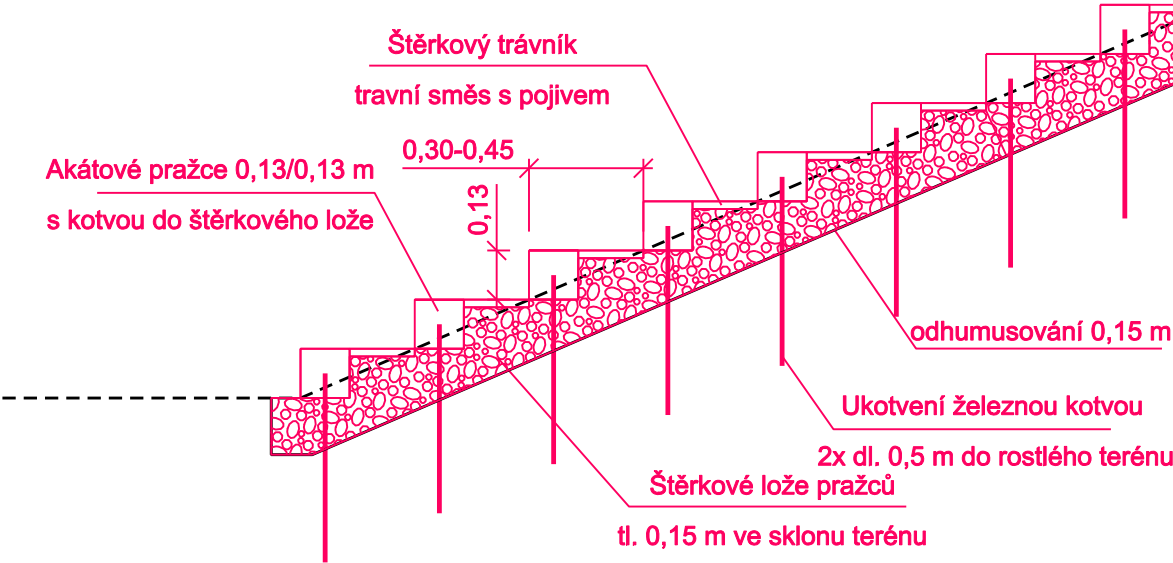 Štěrkový trávník
travní směs s pojivem
0,30-0,45
Akátové pražce 0,13/0,13 m
s kotvou do štěrkového lože
0,13
odhumusování 0,15 m
Ukotvení železnou kotvou
2x dl. 0,5 m do rostlého terénu
Štěrkové lože pražců
tl. 0,15 m ve sklonu terénu